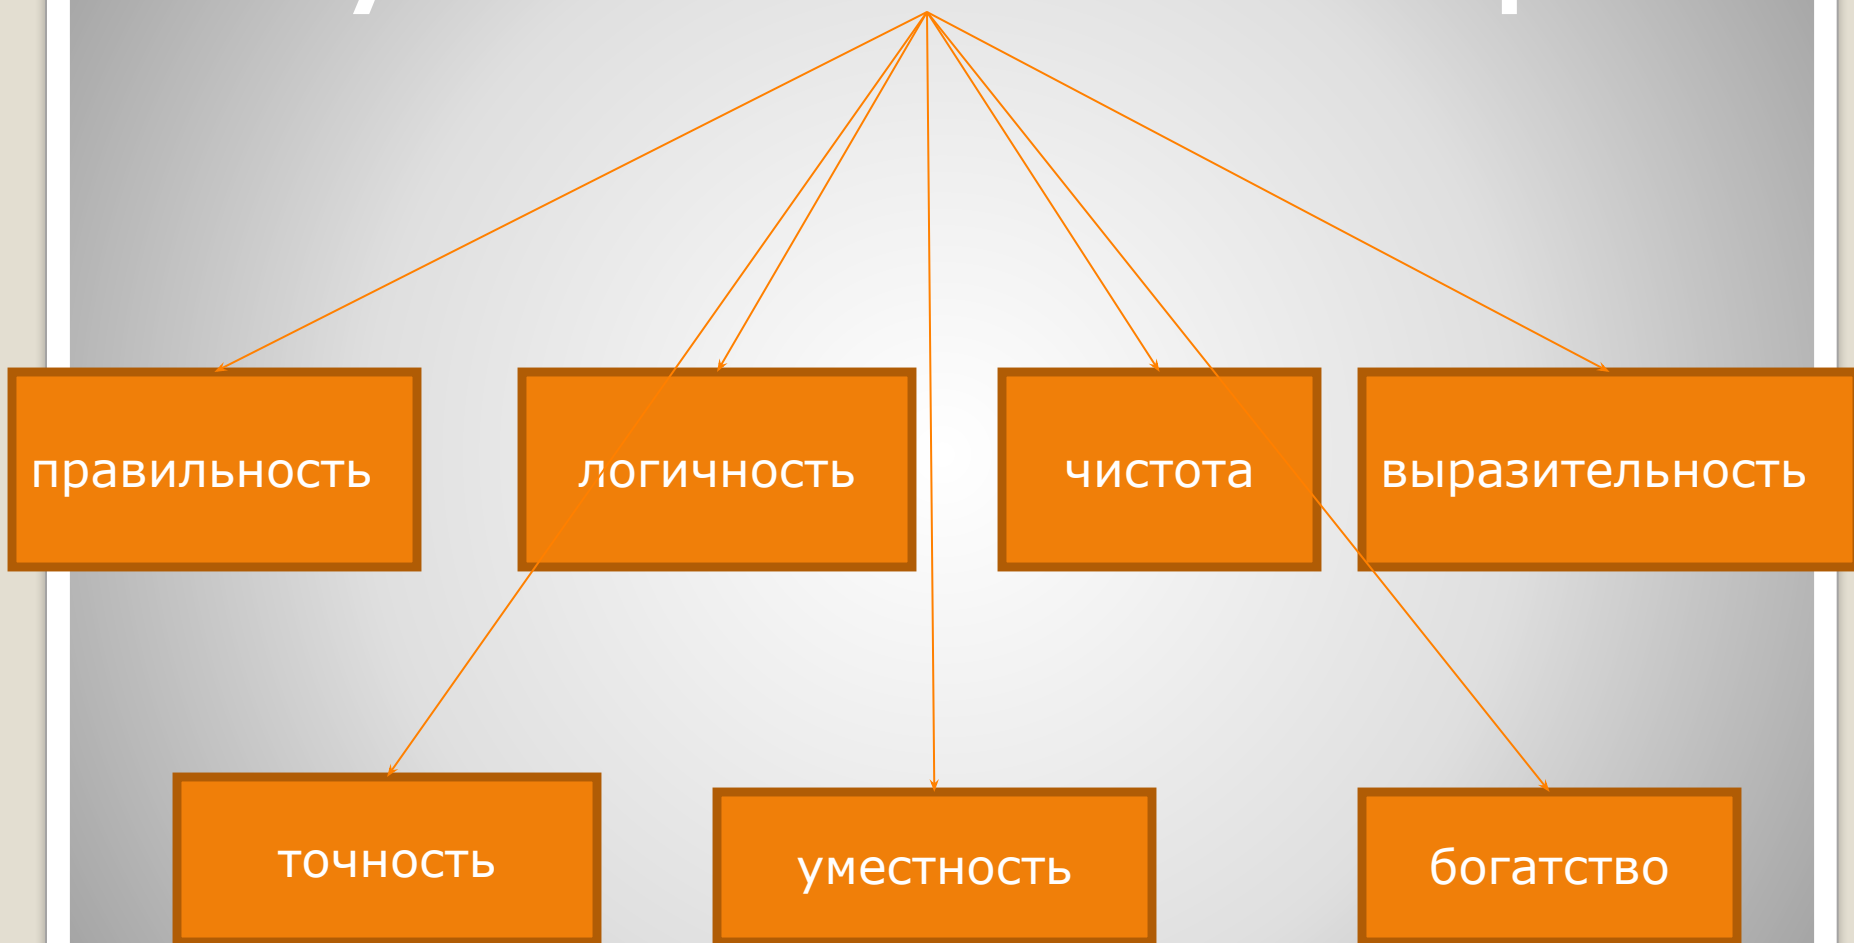 правильность
логичность
чистота
выразительность
точность
уместность
богатство